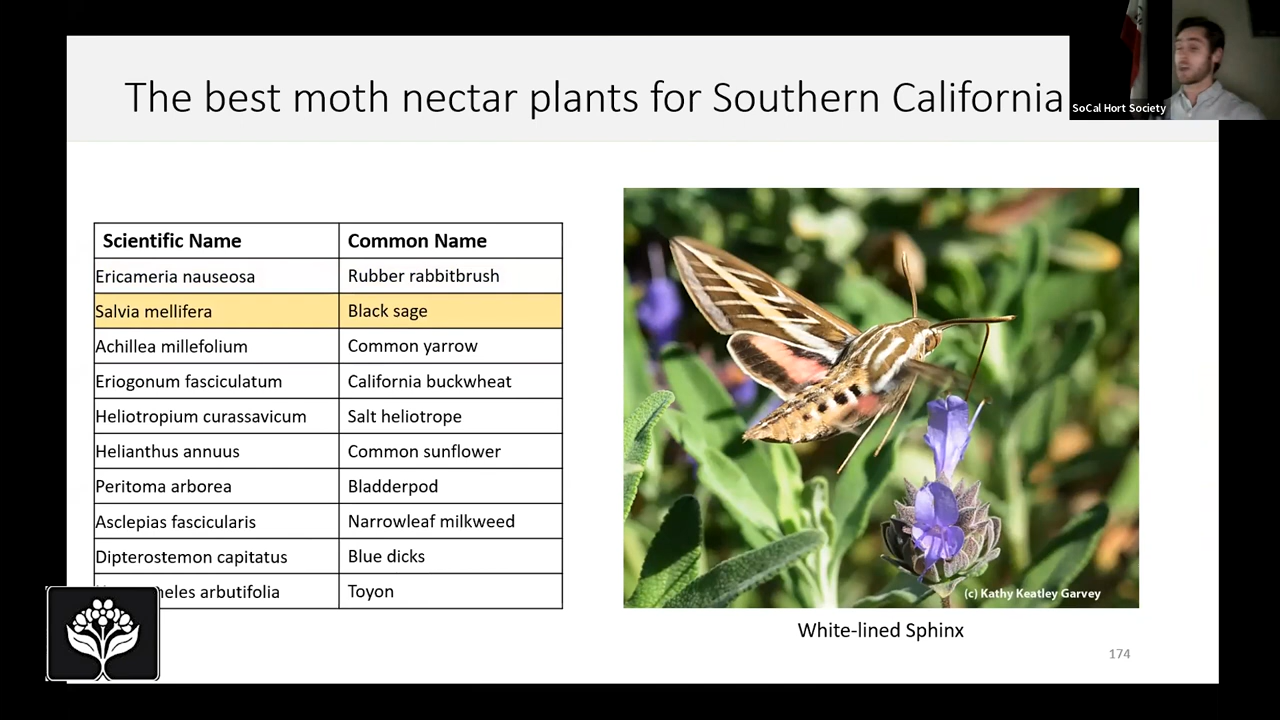 The best moth nectar plants for Southern California
SoCal Hort Society
Scientific Name Common Name
Ericameria nauseosa Rubber rabbitbrush
Salvia mellifera Black sage
Achillea millefolium Common yarrow
Eriogonum fasciculatum California buckwheat
Heliotropium curassavicum Salt heliotrope
Helianthus annuus Common sunflower
Peritoma arborea Bladderpod
Asclepias fascicularis Narrowleaf milkweed
Dipterostemon capitatus Blue dicks
arbutifolia Toyon
(c) Kathy Keatley Garvey
White-lined Sphinx
174